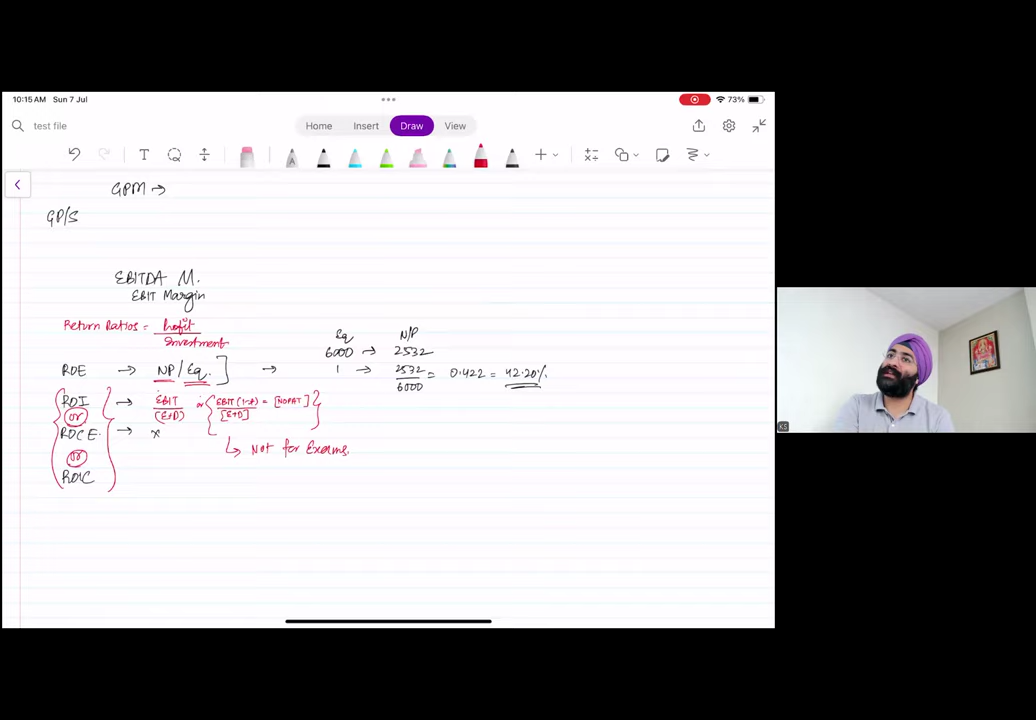 10:15 AM Sun 7 Jul
73%
test file
Home Insert Draw View
GPM →
GP/S
EBITDA M.
EBIT Margin
Return Ratios = Profit / Investment
Eq N/P
6000 → 2532
ROE → NP/Eq. ] → 1 → 2532/6000 = 0.422 = 42.20%
ROI → EBIT/(E+D) or { EBIT(1-t)/[E+D] = [NOPAT] }
or
ROCE → x
↳ Not for Exams.
or
ROIC
KS